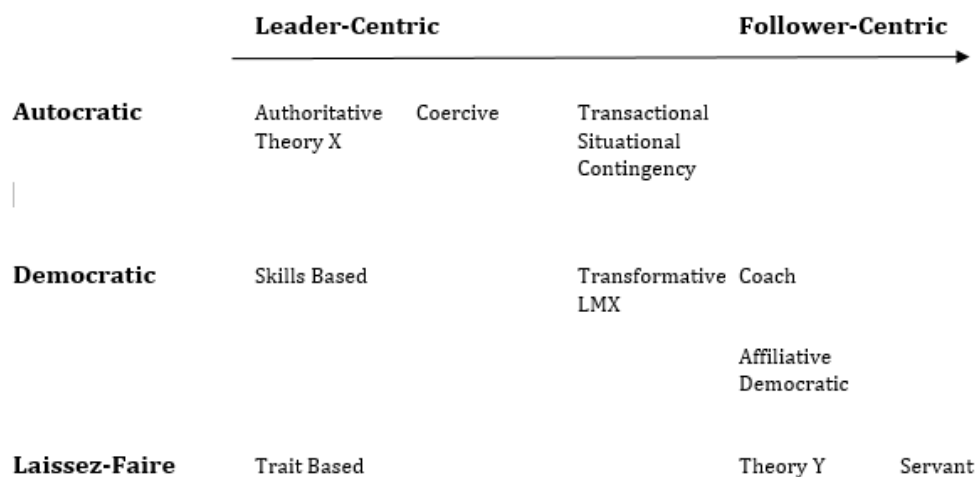 Leader-Centric Follower-Centric
Autocratic Authoritative Coercive Transactional
Theory X Situational
Contingency
Democratic Skills Based Transformative Coach
LMX
Affiliative
Democratic
Laissez-Faire Trait Based Theory Y Servant